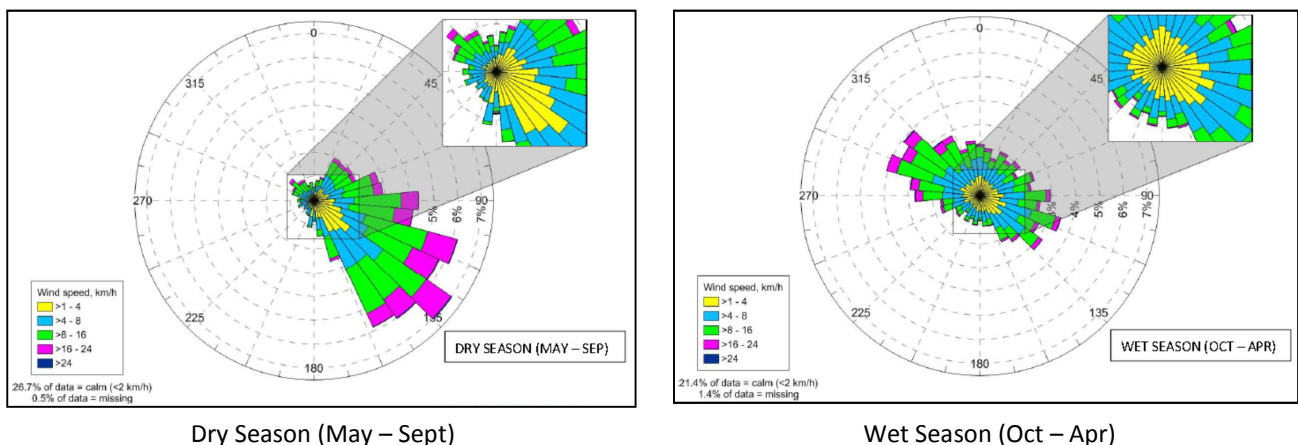 0
45
90
135
180
225
270
315
5%
6%
7%
Wind speed, km/h
>1 - 4
>4 - 8
>8 - 16
>16 - 24
>24
26.7% of data = calm (<2 km/h)
0.5% of data = missing
DRY SEASON (MAY – SEP)
Dry Season (May – Sept)
0
45
90
135
180
225
270
315
4%
5%
6%
7%
Wind speed, km/h
>1 - 4
>4 - 8
>8 - 16
>16 - 24
>24
21.4% of data = calm (<2 km/h)
1.4% of data = missing
WET SEASON (OCT – APR)
Wet Season (Oct – Apr)